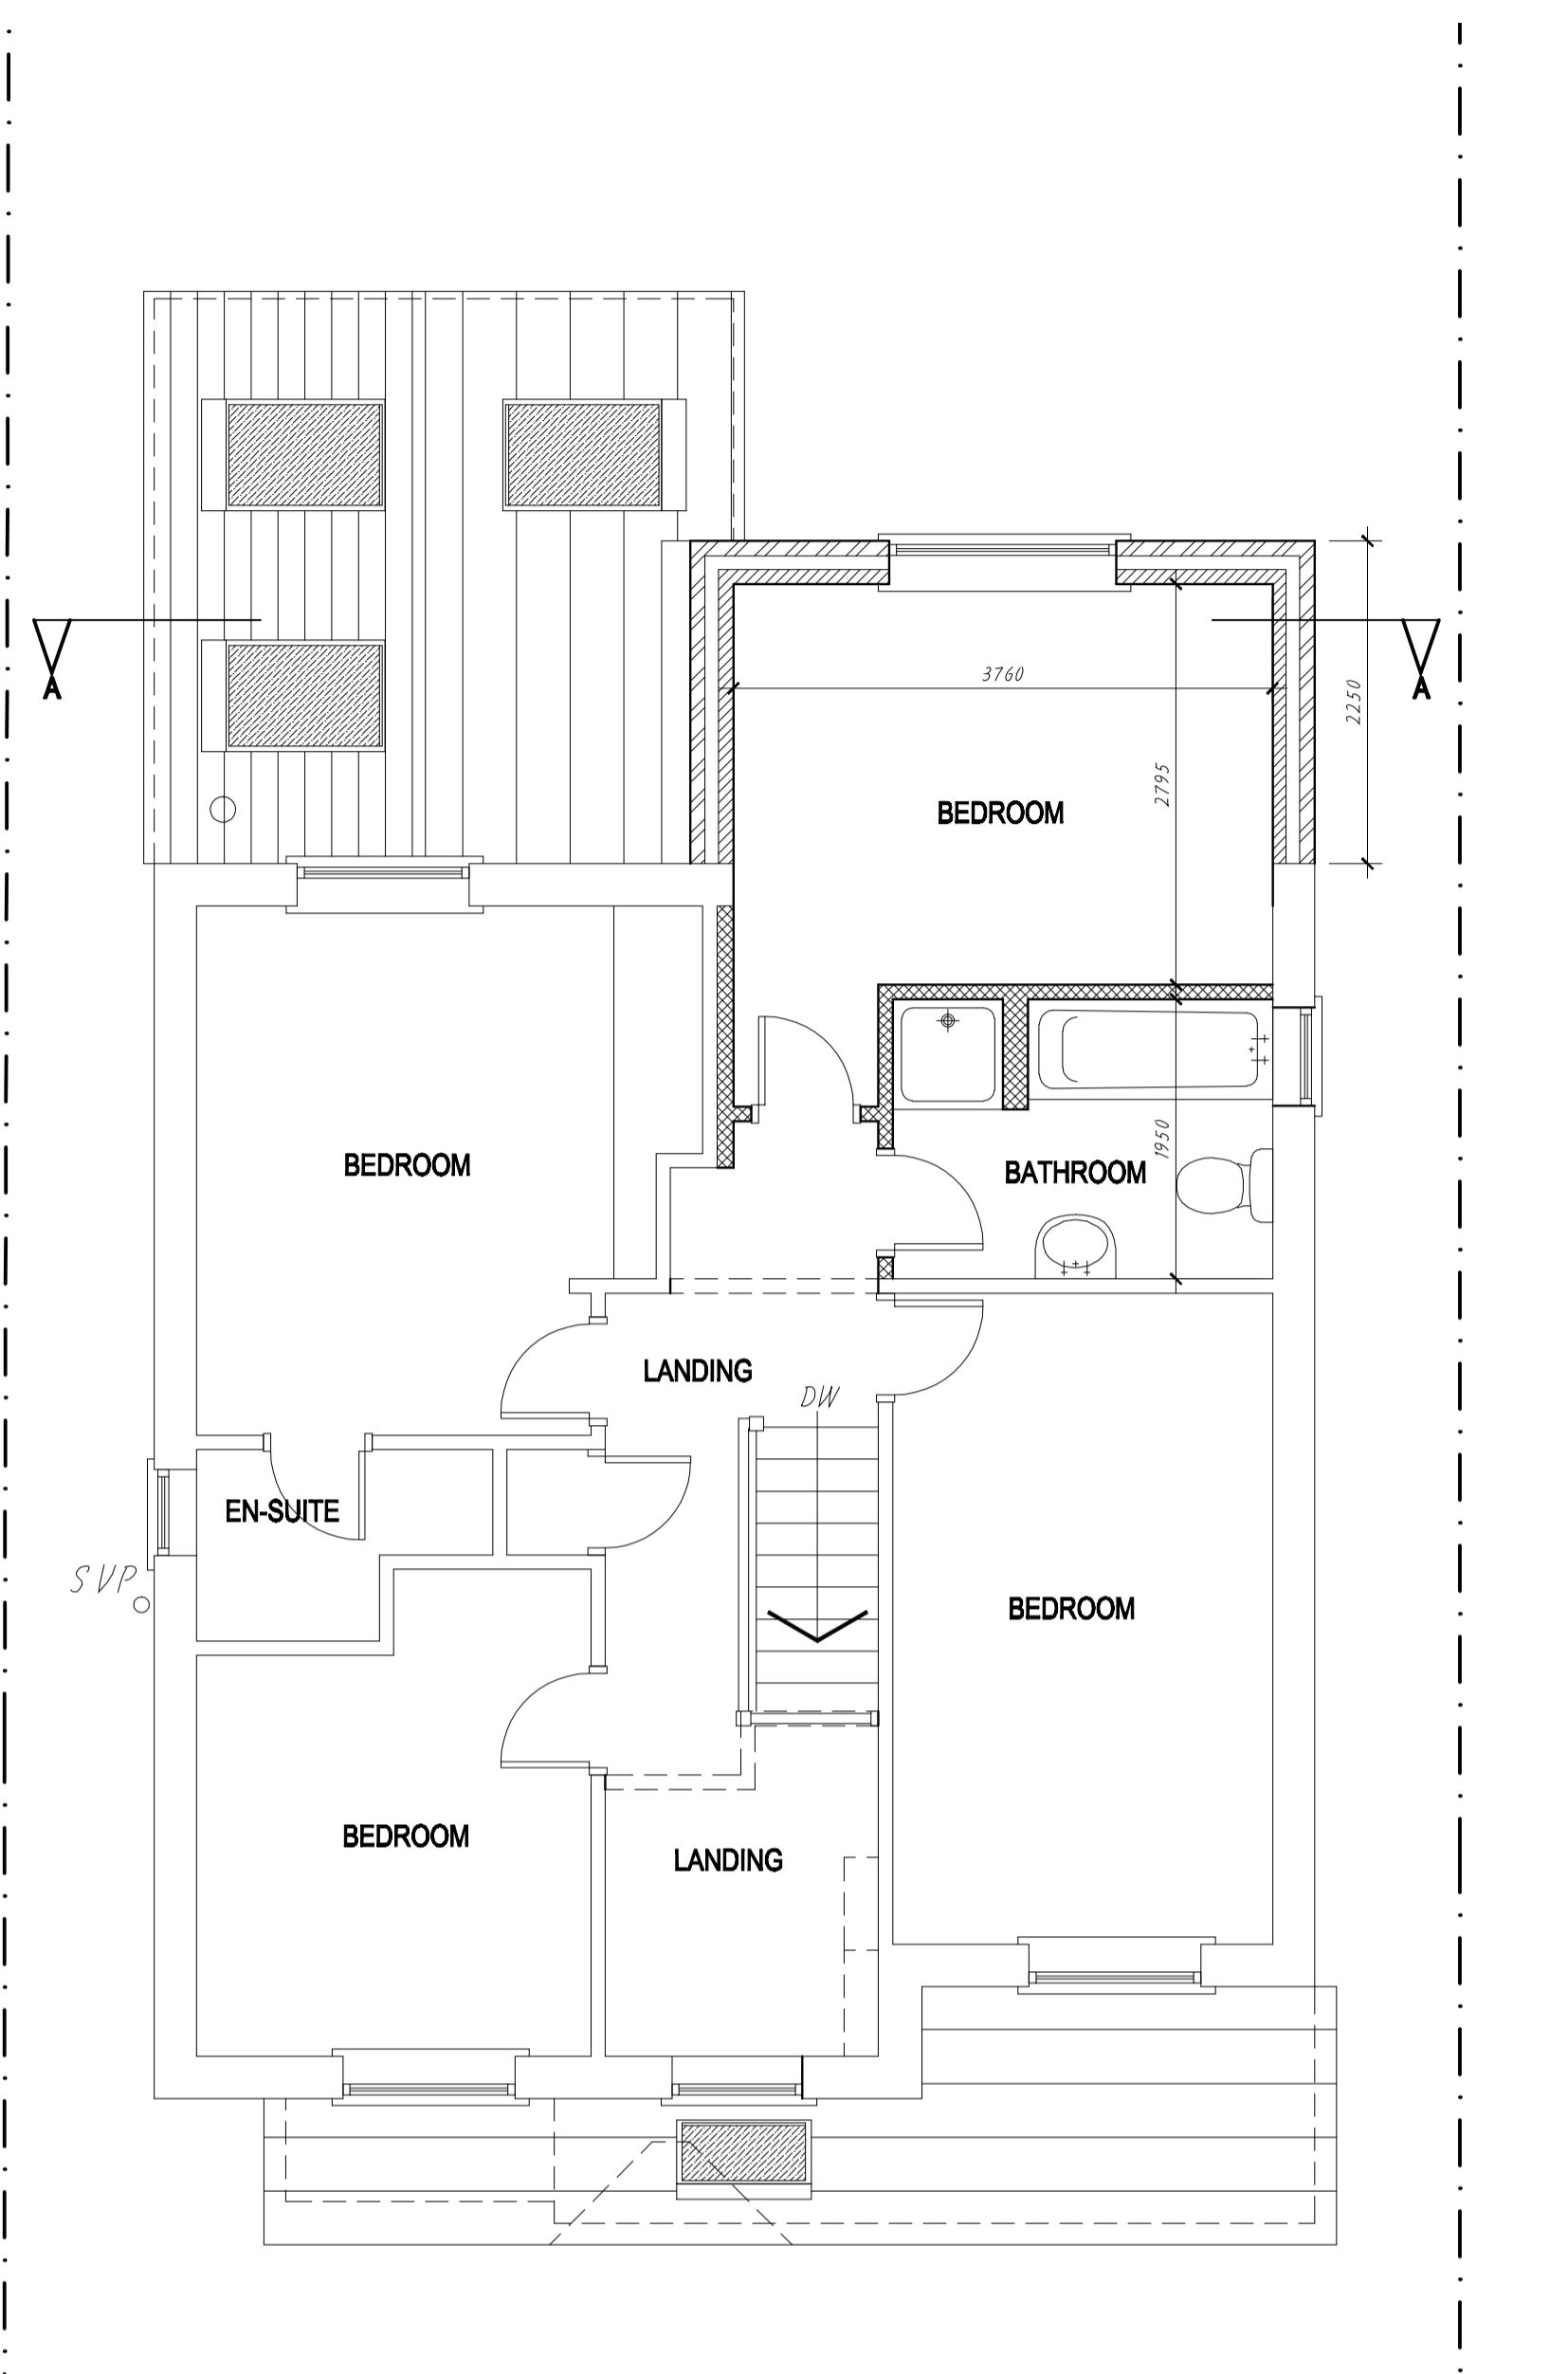 A
A
3760
2250
2795
BEDROOM
1950
BEDROOM
BATHROOM
LANDING
DW
EN-SUITE
SVP
BEDROOM
BEDROOM
LANDING